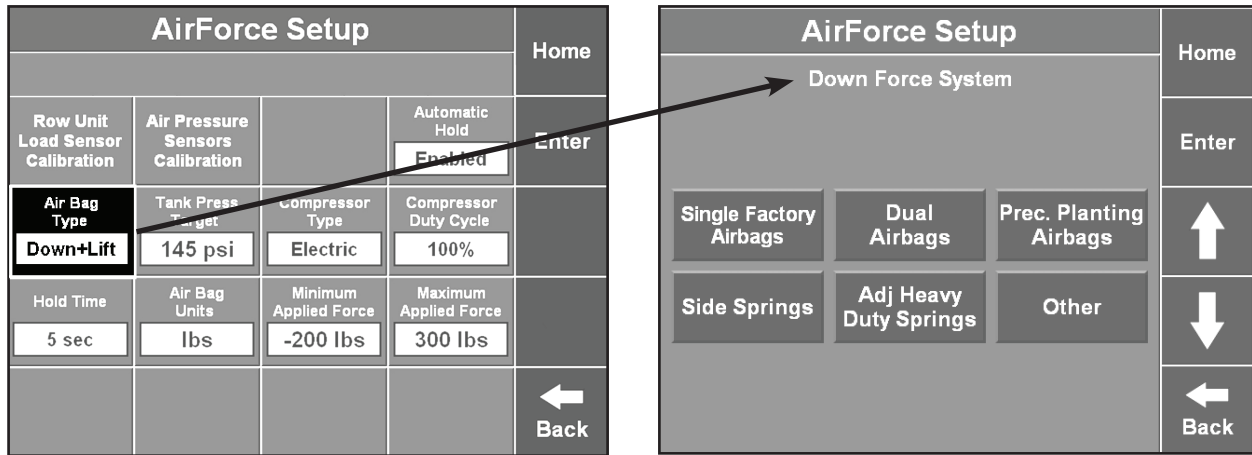 AirForce Setup
Home
Row Unit
Load Sensor
Calibration
Air Pressure
Sensors
Calibration
Automatic
Hold
Enabled
Enter
Air Bag
Type
Down+Lift
Tank Press
Target
145 psi
Compressor
Type
Electric
Compressor
Duty Cycle
100%
Hold Time
5 sec
Air Bag
Units
lbs
Minimum
Applied Force
-200 lbs
Maximum
Applied Force
300 lbs
Back
AirForce Setup
Home
Down Force System
Enter
Single Factory
Airbags
Dual
Airbags
Prec. Planting
Airbags
Side Springs
Adj Heavy
Duty Springs
Other
Back